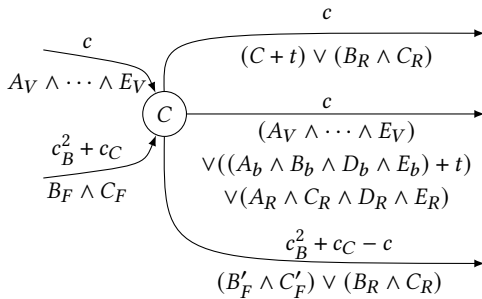 c
(C + t) ∨ (B_R ∧ C_R)
c
A_V ∧ ⋯ ∧ E_V
C
c
(A_V ∧ ⋯ ∧ E_V)
∨((A_b ∧ B_b ∧ D_b ∧ E_b) + t)
∨(A_R ∧ C_R ∧ D_R ∧ E_R)
c_B^2 + c_C
B_F ∧ C_F
c_B^2 + c_C − c
(B'_F ∧ C'_F) ∨ (B_R ∧ C_R)